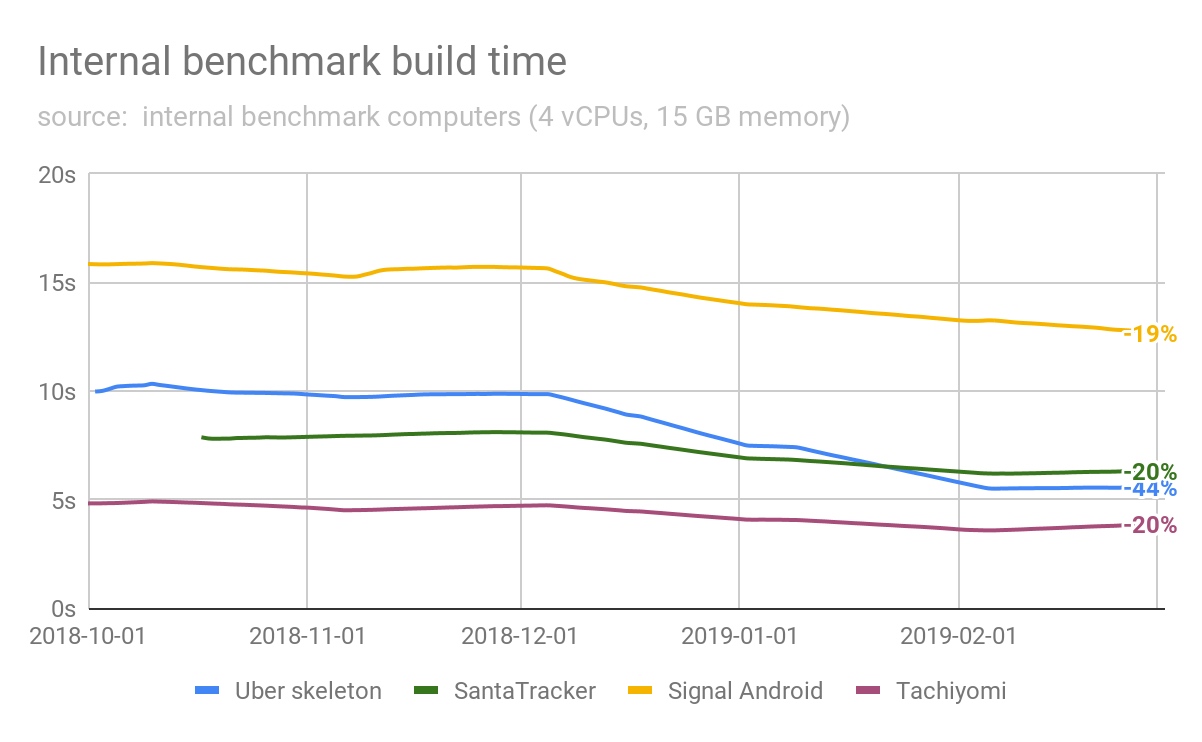 Internal benchmark build time
source:  internal benchmark computers (4 vCPUs, 15 GB memory)
20s
15s
10s
5s
0s
-19%
-20%
-44%
-20%
2018-10-01 2018-11-01 2018-12-01 2019-01-01 2019-02-01
Uber skeleton SantaTracker Signal Android Tachiyomi